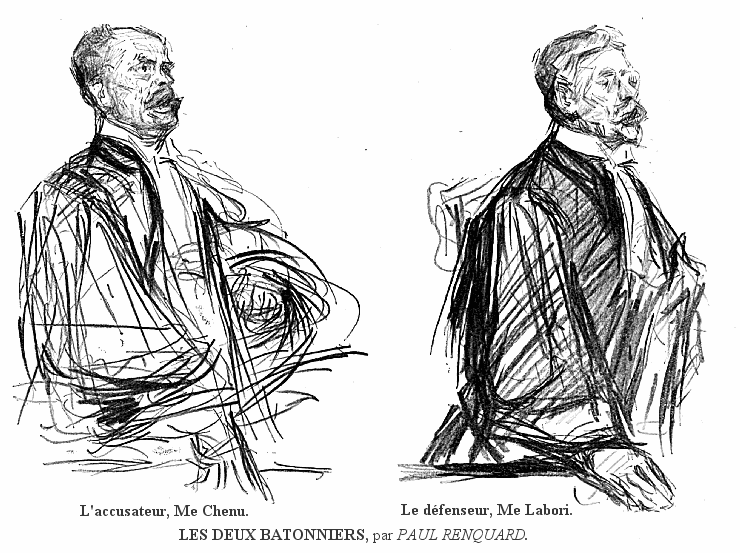 L'accusateur, Me Chenu.
Le défenseur, Me Labori.
LES DEUX BATONNIERS, par PAUL RENQUARD.